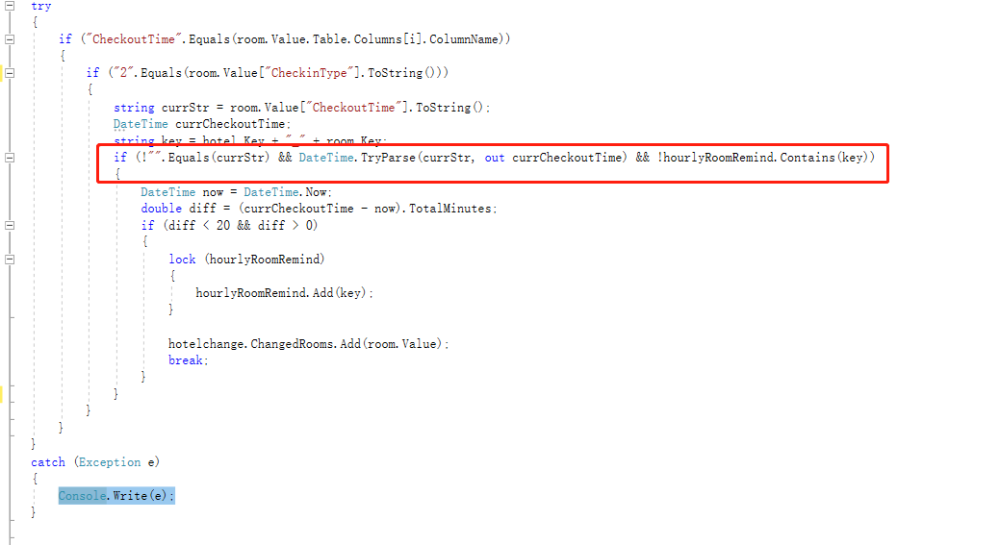 try
{
if ("CheckoutTime".Equals(room.Value.Table.Columns[i].ColumnName))
{
if ("2".Equals(room.Value["CheckinType"].ToString()))
{
string currStr = room.Value["CheckoutTime"].ToString();
DateTime currCheckoutTime;
string key = hotel.Key + "_" + room.Key;
if (!"".Equals(currStr) && DateTime.TryParse(currStr, out currCheckoutTime) && !hourlyRoomRemind.Contains(key))
{
DateTime now = DateTime.Now;
double diff = (currCheckoutTime - now).TotalMinutes;
if (diff < 20 && diff > 0)
{
lock (hourlyRoomRemind)
{
hourlyRoomRemind.Add(key);
}
hotelchange.ChangedRooms.Add(room.Value);
break;
}
}
}
}
}
catch (Exception e)
{
Console.Write(e);
}